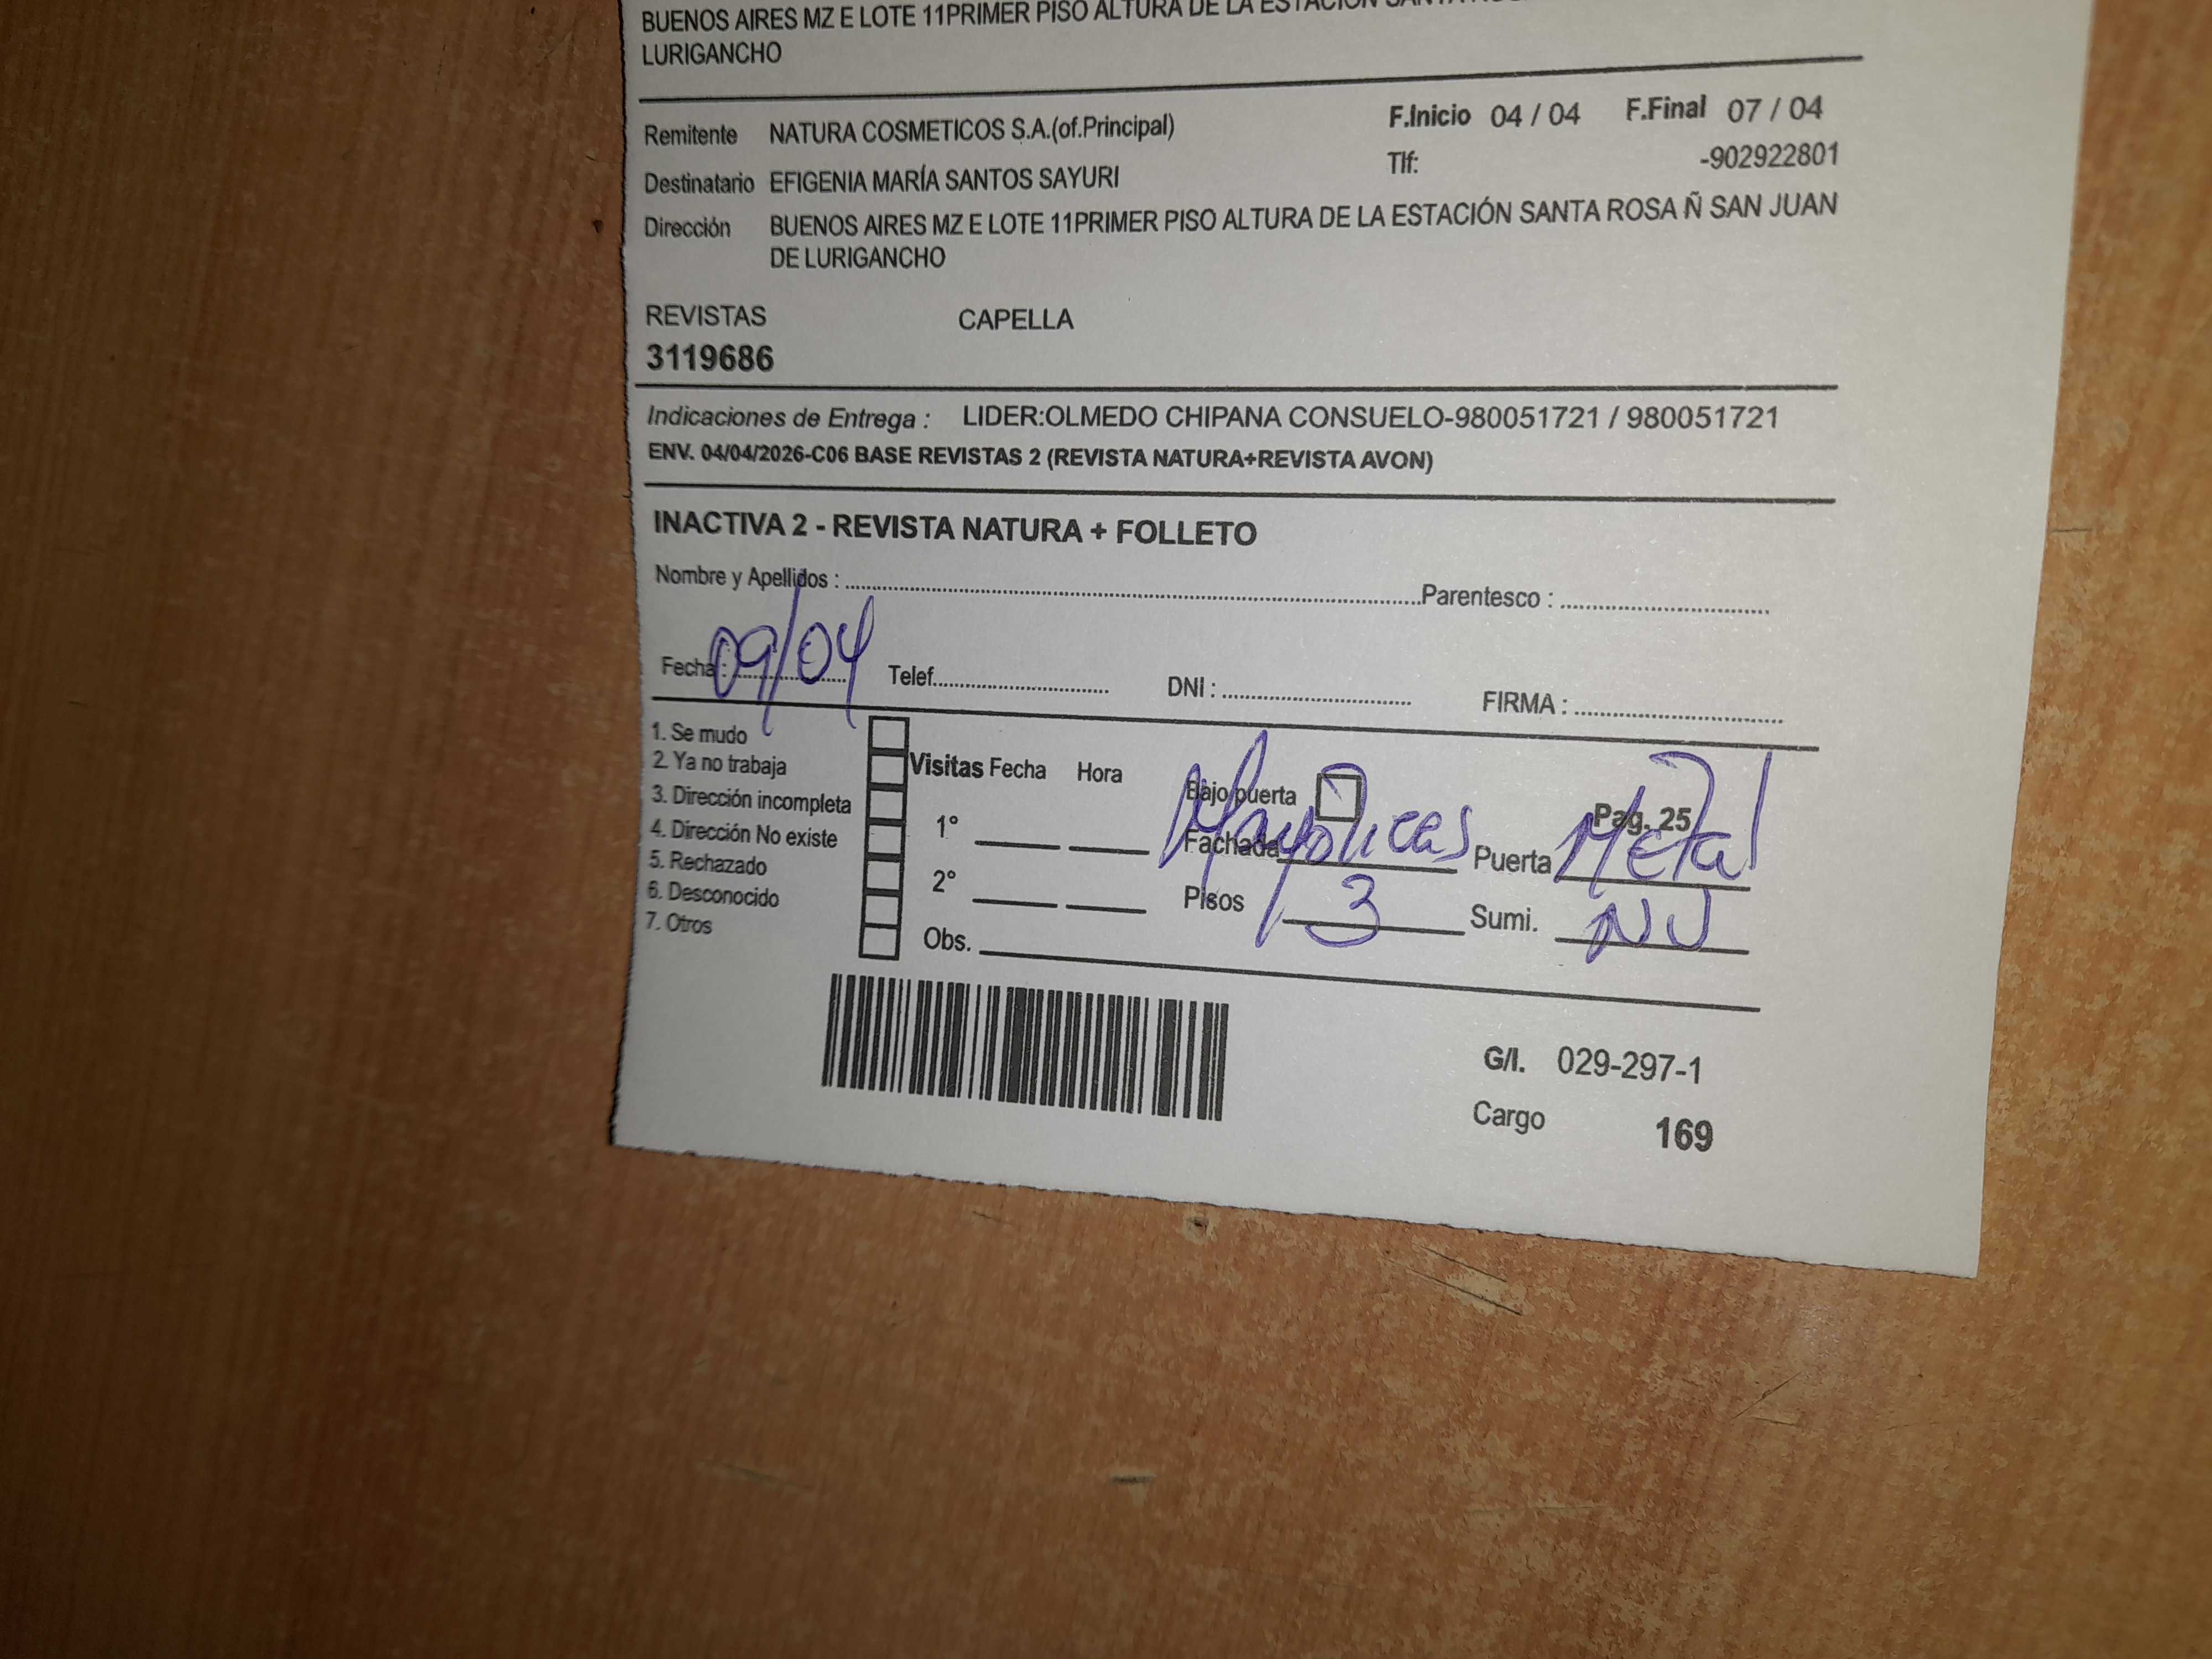 BUENOS AIRES MZ E LOTE 11PRIMER PISO ALTURA DE LA ESTACIÓN
LURIGANCHO
Remitente NATURA COSMETICOS S.A.(of.Principal) F.Inicio 04 / 04 F.Final 07 / 04
Tlf: -902922801
Destinatario EFIGENIA MARÍA SANTOS SAYURI
Dirección BUENOS AIRES MZ E LOTE 11PRIMER PISO ALTURA DE LA ESTACIÓN SANTA ROSA Ñ SAN JUAN
DE LURIGANCHO
REVISTAS CAPELLA
3119686
Indicaciones de Entrega : LIDER:OLMEDO CHIPANA CONSUELO-980051721 / 980051721
ENV. 04/04/2026-C06 BASE REVISTAS 2 (REVISTA NATURA+REVISTA AVON)
INACTIVA 2 - REVISTA NATURA + FOLLETO
Nombre y Apellidos : Parentesco :
Fecha : 09/04 Telef. DNI : FIRMA :
1. Se mudo
2. Ya no trabaja
3. Dirección incompleta
4. Dirección No existe
5. Rechazado
6. Desconocido
7. Otros
Visitas Fecha Hora
1°
2°
Obs.
Bajo puerta Pag. 25
Fachada Mayolicas Puerta Metal
Pisos 3 Sumi. NJ
G/I. 029-297-1
Cargo 169